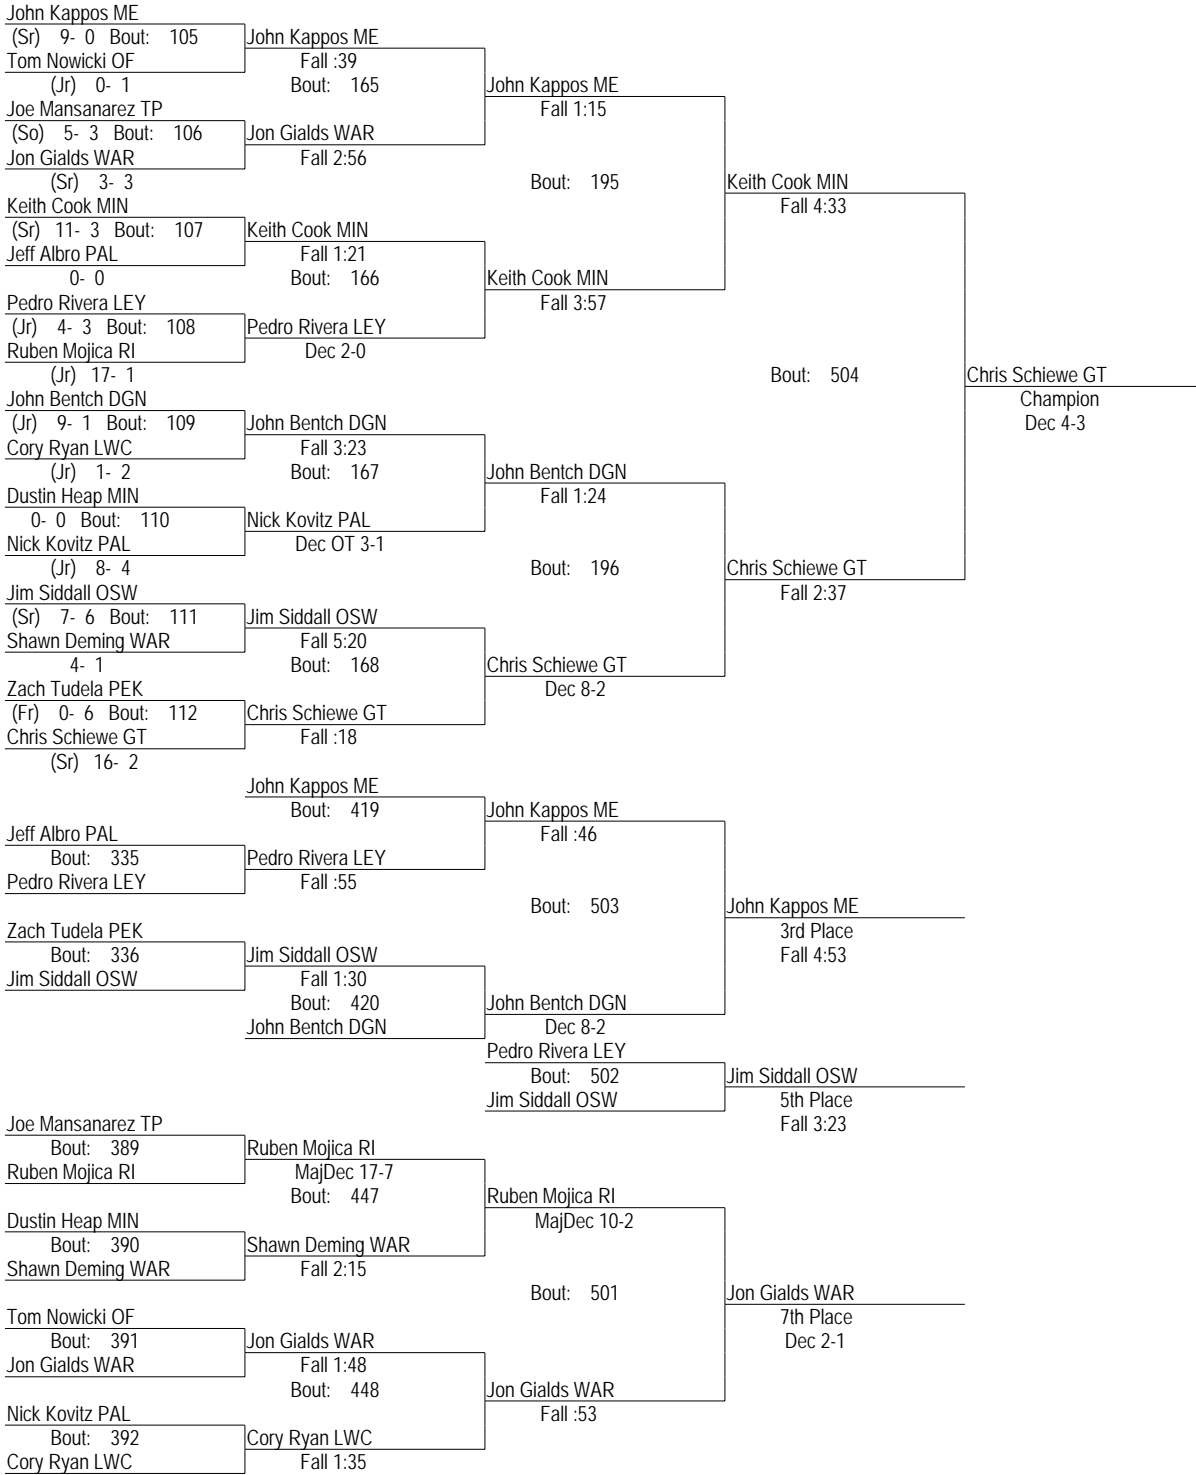 John Kappos ME
(Sr) 9- 0 Bout: 105
John Kappos ME
Tom Nowicki OF
Fall :39
(Jr) 0- 1
Bout: 165
John Kappos ME
Joe Mansanarez TP
Fall 1:15
(So) 5- 3 Bout: 106
Jon Gialds WAR
Jon Gialds WAR
Fall 2:56
(Sr) 3- 3
Bout: 195
Keith Cook MIN
Keith Cook MIN
Fall 4:33
(Sr) 11- 3 Bout: 107
Keith Cook MIN
Jeff Albro PAL
Fall 1:21
0- 0
Bout: 166
Keith Cook MIN
Pedro Rivera LEY
Fall 3:57
(Jr) 4- 3 Bout: 108
Pedro Rivera LEY
Ruben Mojica RI
Dec 2-0
(Jr) 17- 1
Bout: 504
Chris Schiewe GT
John Bentch DGN
Champion
(Jr) 9- 1 Bout: 109
John Bentch DGN
Dec 4-3
Cory Ryan LWC
Fall 3:23
(Jr) 1- 2
Bout: 167
John Bentch DGN
Dustin Heap MIN
Fall 1:24
0- 0 Bout: 110
Nick Kovitz PAL
Nick Kovitz PAL
Dec OT 3-1
(Jr) 8- 4
Bout: 196
Chris Schiewe GT
Jim Siddall OSW
Fall 2:37
(Sr) 7- 6 Bout: 111
Jim Siddall OSW
Shawn Deming WAR
Fall 5:20
4- 1
Bout: 168
Chris Schiewe GT
Zach Tudela PEK
Dec 8-2
(Fr) 0- 6 Bout: 112
Chris Schiewe GT
Chris Schiewe GT
Fall :18
(Sr) 16- 2
John Kappos ME
Bout: 419
John Kappos ME
Jeff Albro PAL
Fall :46
Bout: 335
Pedro Rivera LEY
Pedro Rivera LEY
Fall :55
Bout: 503
John Kappos ME
Zach Tudela PEK
3rd Place
Bout: 336
Jim Siddall OSW
Fall 4:53
Jim Siddall OSW
Fall 1:30
Bout: 420
John Bentch DGN
John Bentch DGN
Dec 8-2
Pedro Rivera LEY
Bout: 502
Jim Siddall OSW
Jim Siddall OSW
5th Place
Joe Mansanarez TP
Fall 3:23
Bout: 389
Ruben Mojica RI
Ruben Mojica RI
MajDec 17-7
Bout: 447
Ruben Mojica RI
Dustin Heap MIN
MajDec 10-2
Bout: 390
Shawn Deming WAR
Shawn Deming WAR
Fall 2:15
Bout: 501
Jon Gialds WAR
Tom Nowicki OF
7th Place
Bout: 391
Jon Gialds WAR
Dec 2-1
Jon Gialds WAR
Fall 1:48
Bout: 448
Jon Gialds WAR
Nick Kovitz PAL
Fall :53
Bout: 392
Cory Ryan LWC
Cory Ryan LWC
Fall 1:35